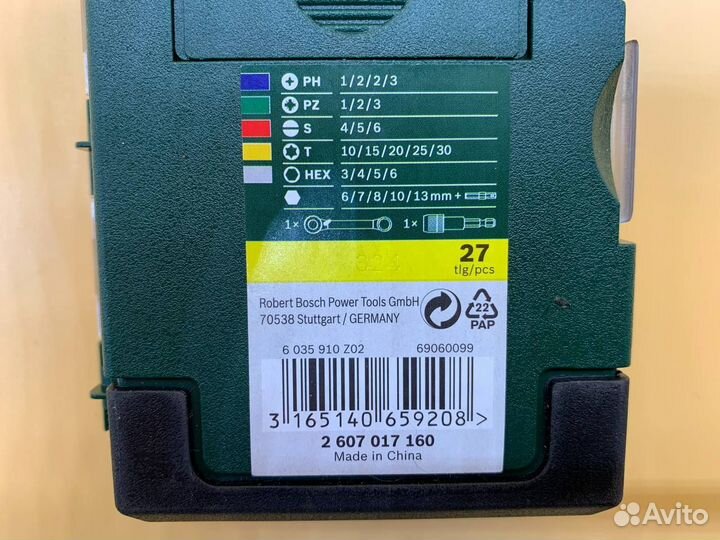 PH 1/2/2/3
PZ 1/2/3
S 4/5/6
T 10/15/20/25/30
HEX 3/4/5/6
6/7/8/10/13mm +
1× 1×
27
tlg/pcs
Robert Bosch Power Tools GmbH
70538 Stuttgart / GERMANY
22
PAP
6 035 910 Z02 69060099
3 165140 659208 >
2 607 017 160
Made in China
Avito